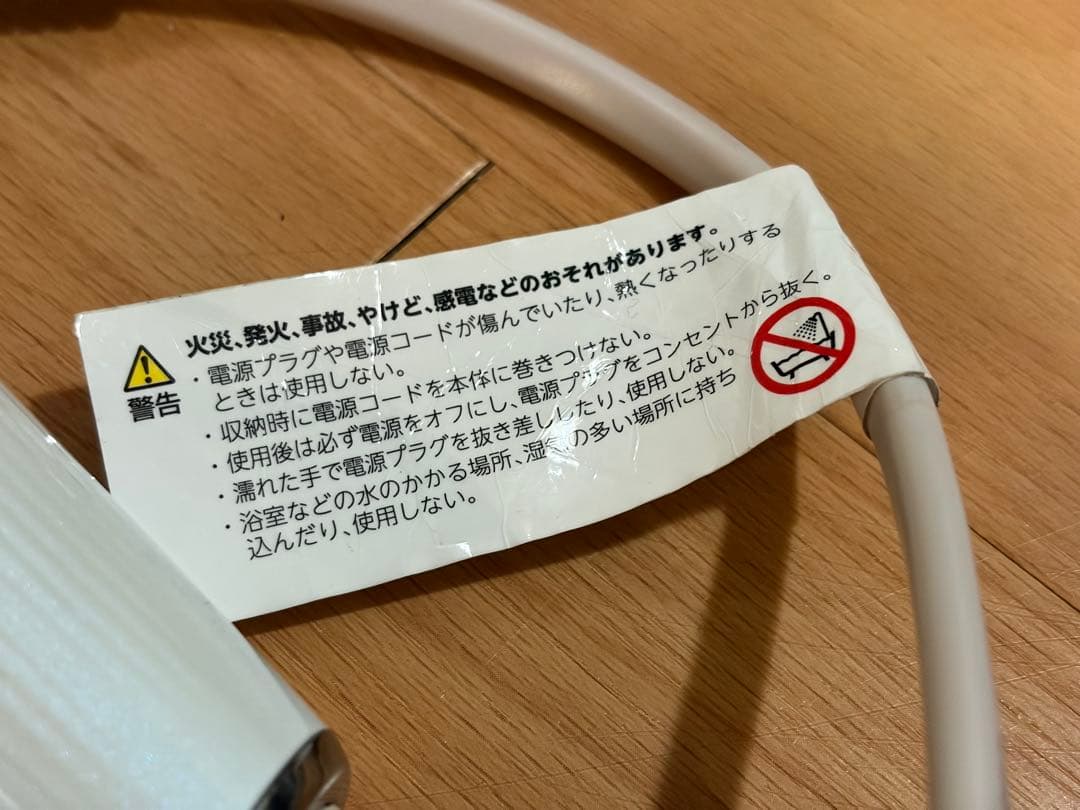 火災、発火、事故、やけど、感電などのおそれがあります。
・電源プラグや電源コードが傷んでいたり、熱くなったりする
ときは使用しない。
・収納時に電源コードを本体に巻きつけない。
・使用後は必ず電源をオフにし、電源プラグをコンセントから抜く。
・濡れた手で電源プラグを抜き差ししたり、使用しない。
・浴室などの水のかかる場所、湿気の多い場所に持ち
込んだり、使用しない。
警告